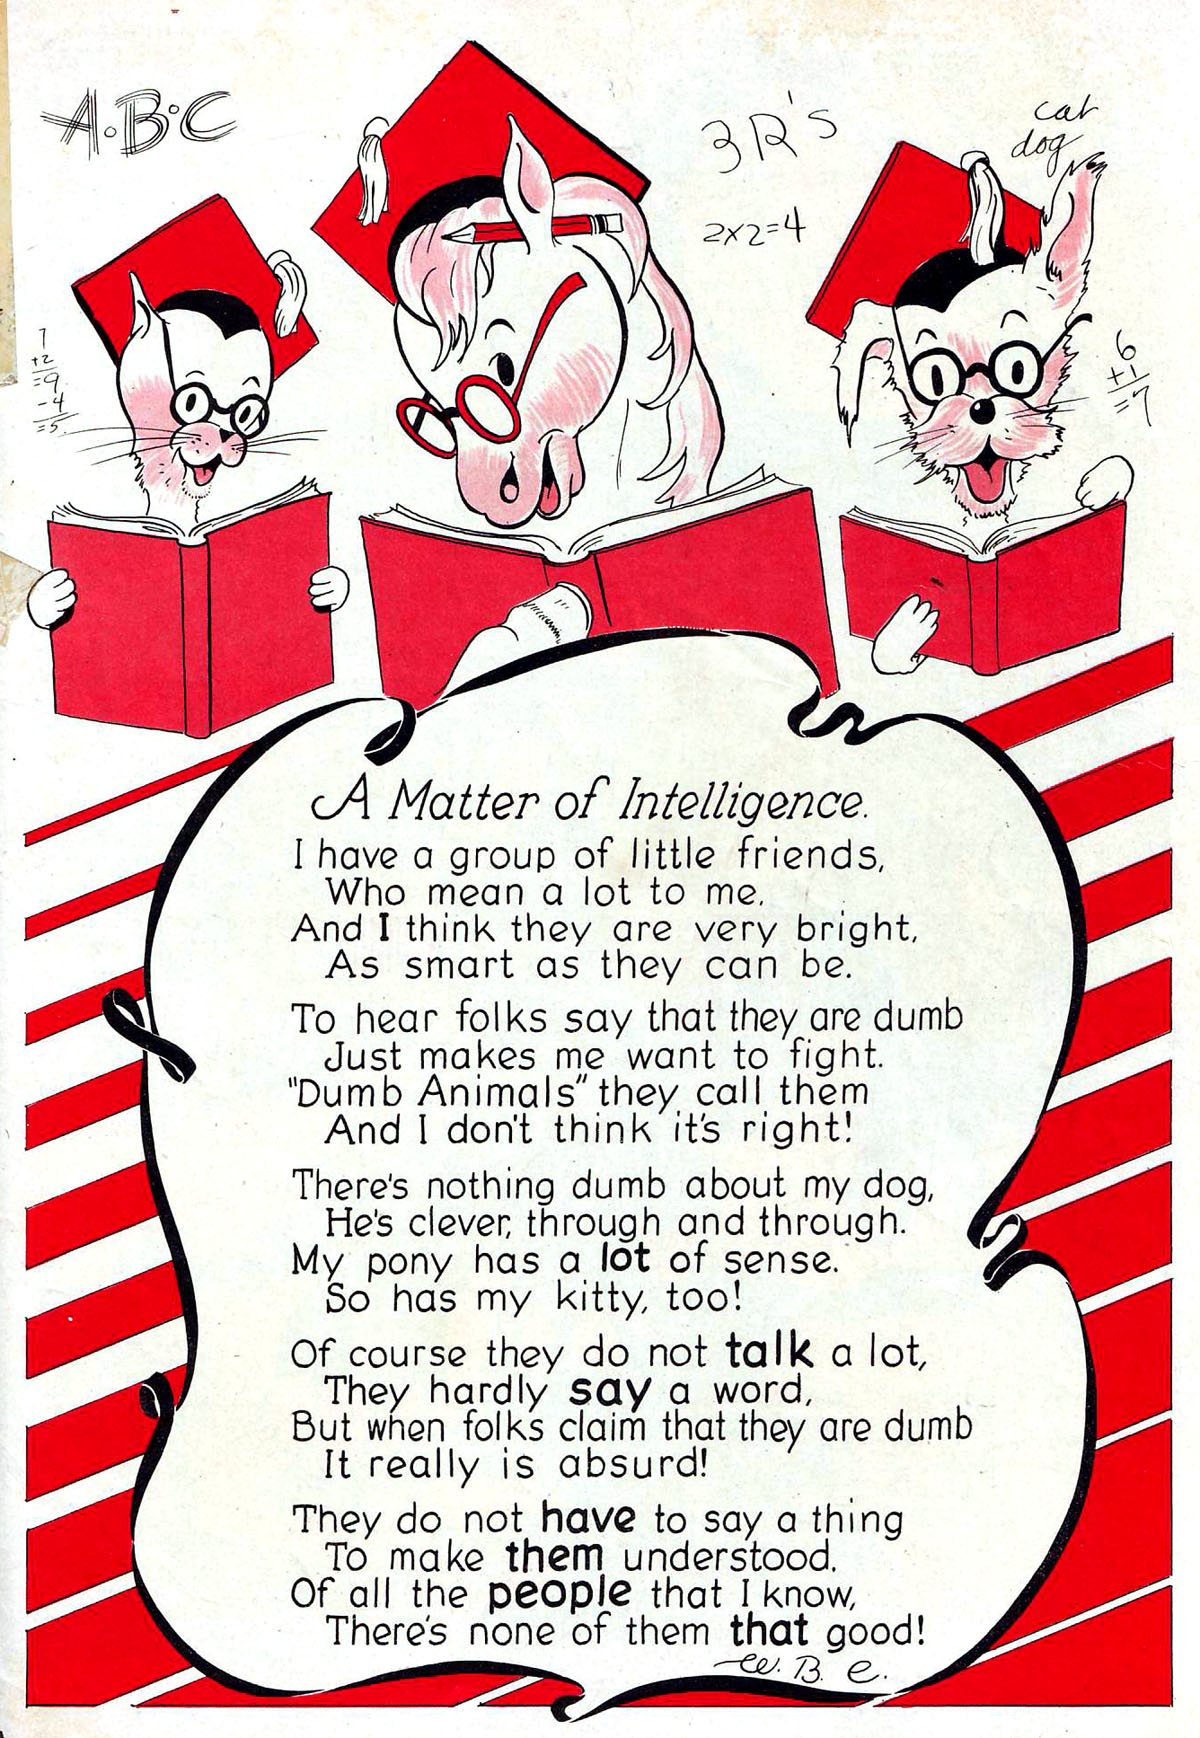 A·B·C
3 R's
cat
dog
2x2=4
7
+2
=9
-4
=5
6
+1
=7
A Matter of Intelligence.
I have a group of little friends,
Who mean a lot to me.
And I think they are very bright,
As smart as they can be.
To hear folks say that they are dumb
Just makes me want to fight.
"Dumb Animals" they call them
And I don't think it's right!
There's nothing dumb about my dog,
He's clever, through and through.
My pony has a lot of sense.
So has my kitty, too!
Of course they do not talk a lot,
They hardly say a word,
But when folks claim that they are dumb
It really is absurd!
They do not have to say a thing
To make them understood.
Of all the people that I know,
There's none of them that good!
W. B. e.